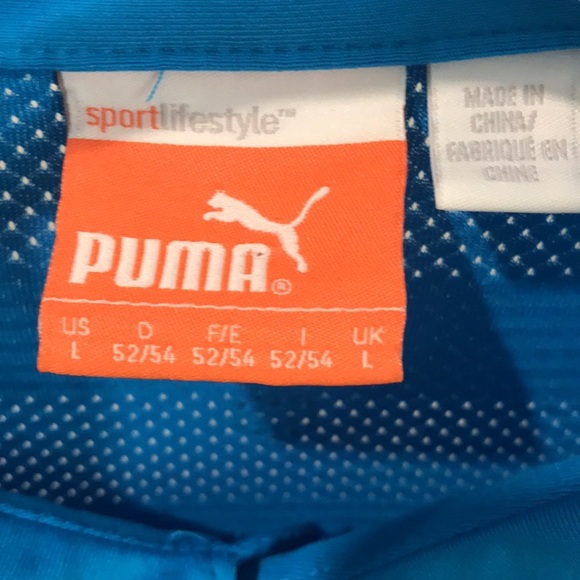 sportlifestyle™
PUMA®
US D F/E I UK
L 52/54 52/54 52/54 L
MADE IN
CHINA/
FABRIQUÉ EN
CHINE